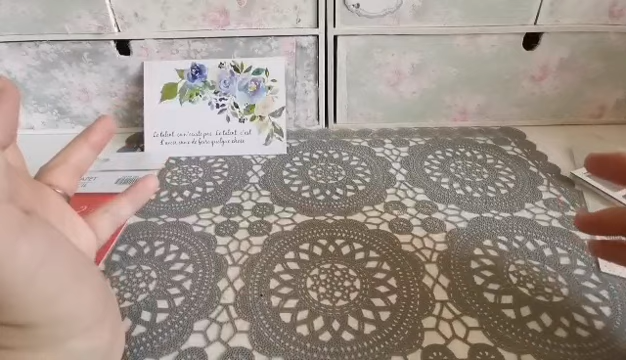 Le talent, ça n'existe pas. Le talent, c'est
d'avoir envie de faire quelque chose.